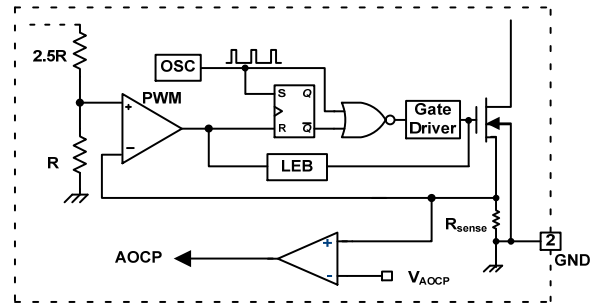 2.5R
OSC
PWM
+
−
S Q
R Q̅
Gate
Driver
R
LEB
Rsense
2
GND
+
-
AOCP
VAOCP